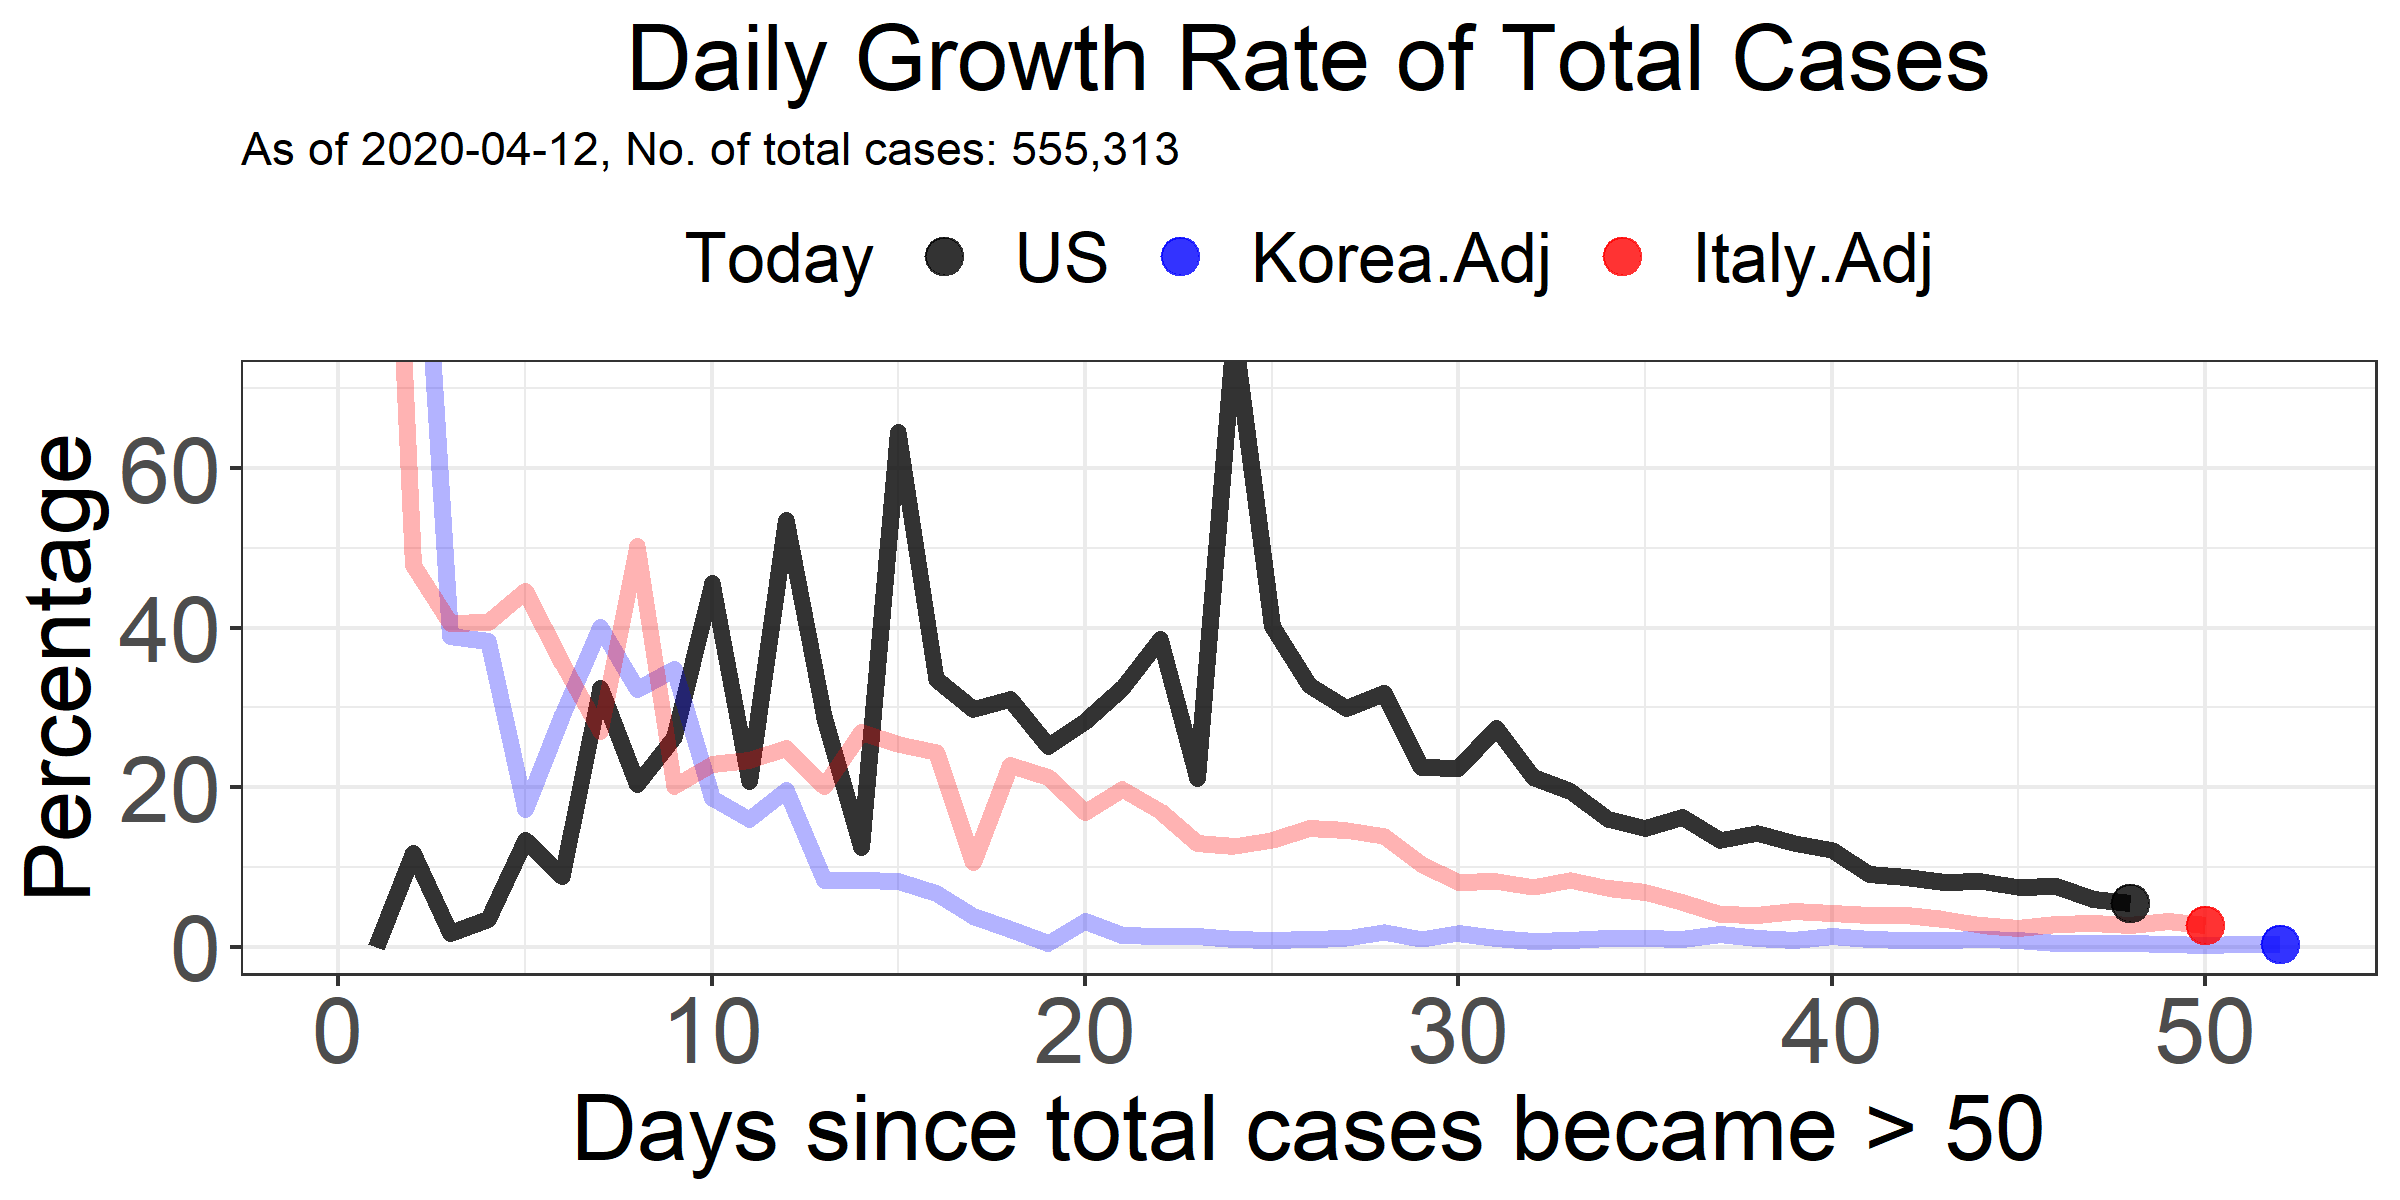 Daily Growth Rate of Total Cases
As of 2020-04-12, No. of total cases: 555,313
Today US Korea.Adj Italy.Adj
Percentage
60
40
20
0
0 10 20 30 40 50
Days since total cases became > 50